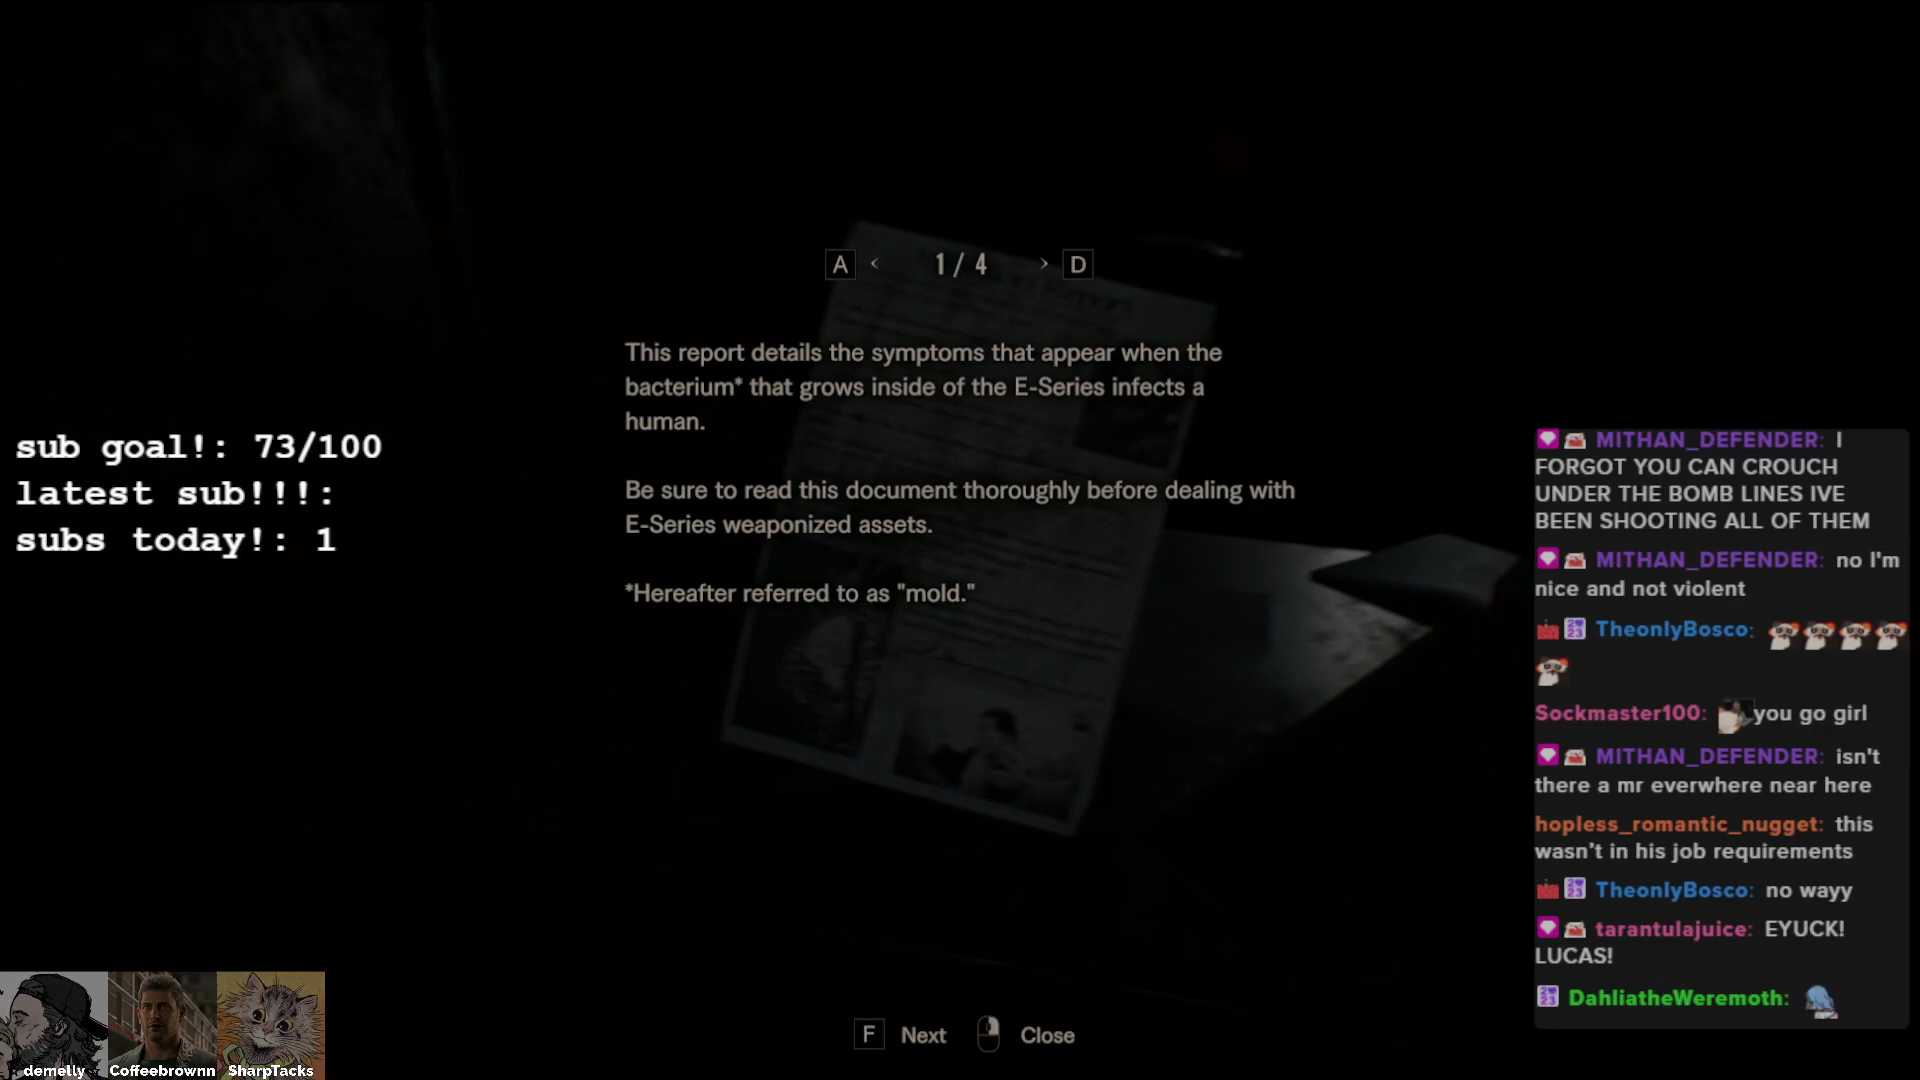 A < 1 / 4 > D
This report details the symptoms that appear when the
bacterium* that grows inside of the E-Series infects a
human.
Be sure to read this document thoroughly before dealing with
E-Series weaponized assets.
*Hereafter referred to as "mold."
sub goal!: 73/100
latest sub!!!:
subs today!: 1
MITHAN_DEFENDER: I
FORGOT YOU CAN CROUCH
UNDER THE BOMB LINES IVE
BEEN SHOOTING ALL OF THEM
MITHAN_DEFENDER: no I'm
nice and not violent
TheonlyBosco:
Sockmaster100: you go girl
MITHAN_DEFENDER: isn't
there a mr everwhere near here
hopless_romantic_nugget: this
wasn't in his job requirements
TheonlyBosco: no wayy
tarantulajuice: EYUCK!
LUCAS!
DahliatheWeremoth:
F Next Close
demelly Coffeebrownn SharpTacks